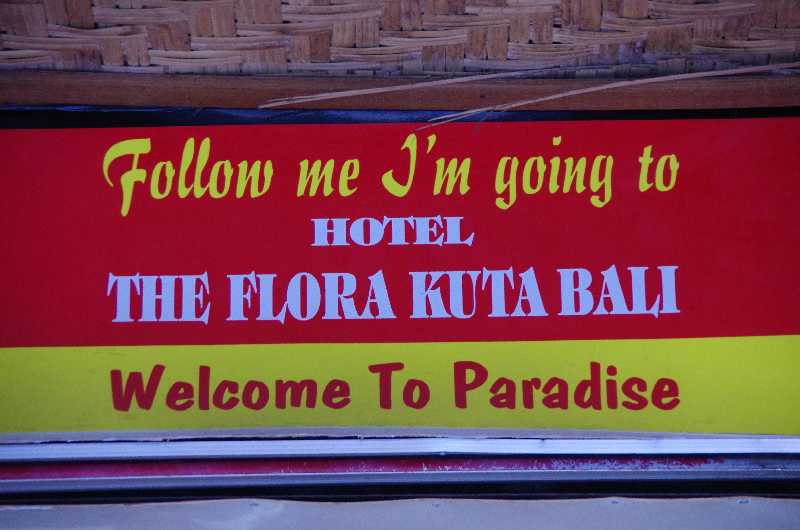 Follow me I'm going to
HOTEL
THE FLORA KUTA BALI
Welcome To Paradise